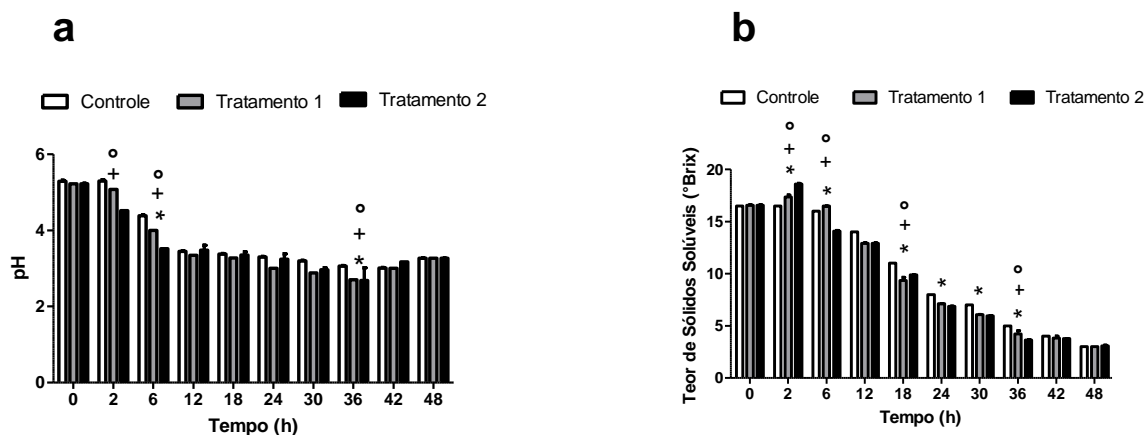 a
Controle Tratamento 1 Tratamento 2
pH
6
4
2
0
° + ° + * ° + *
0 2 6 12 18 24 30 36 42 48
Tempo (h)
b
Controle Tratamento 1 Tratamento 2
Teor de Sólidos Solúveis (°Brix)
20
15
10
5
0
° + * ° + * ° + * * * ° + *
0 2 6 12 18 24 30 36 42 48
Tempo (h)